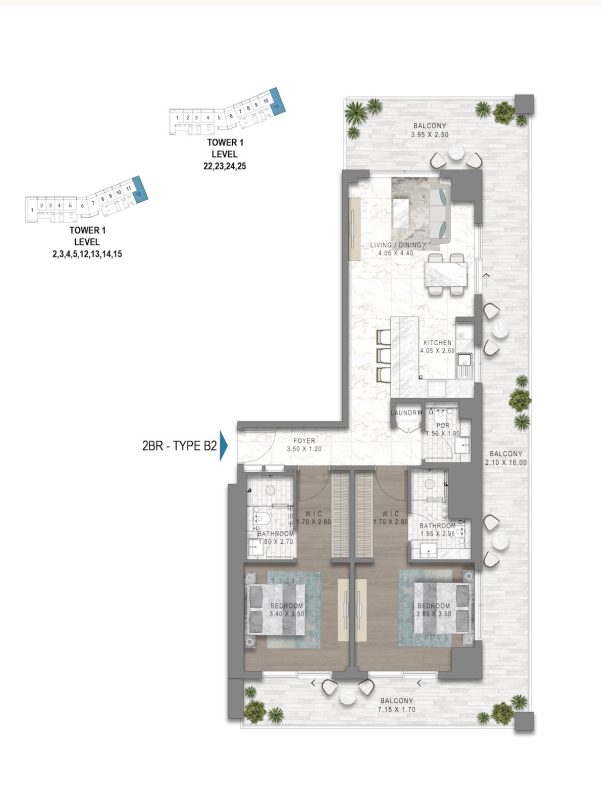 TOWER 1
LEVEL
22,23,24,25
TOWER 1
LEVEL
2,3,4,5,12,13,14,15
BALCONY
3.95 X 2.50
LIVING / DINING
4.05 X 4.40
KITCHEN
4.05 X 2.60
LAUNDRY
PDR
1.50 X 1.90
2BR - TYPE B2
FOYER
3.50 X 1.20
BALCONY
2.10 X 16.00
W.I.C
1.70 X 2.80
W.I.C
1.70 X 2.80
BATHROOM
1.50 X 2.70
BATHROOM
BEDROOM
3.40 X 3.50
BEDROOM
3.85 X 3.50
BALCONY
7.15 X 1.70